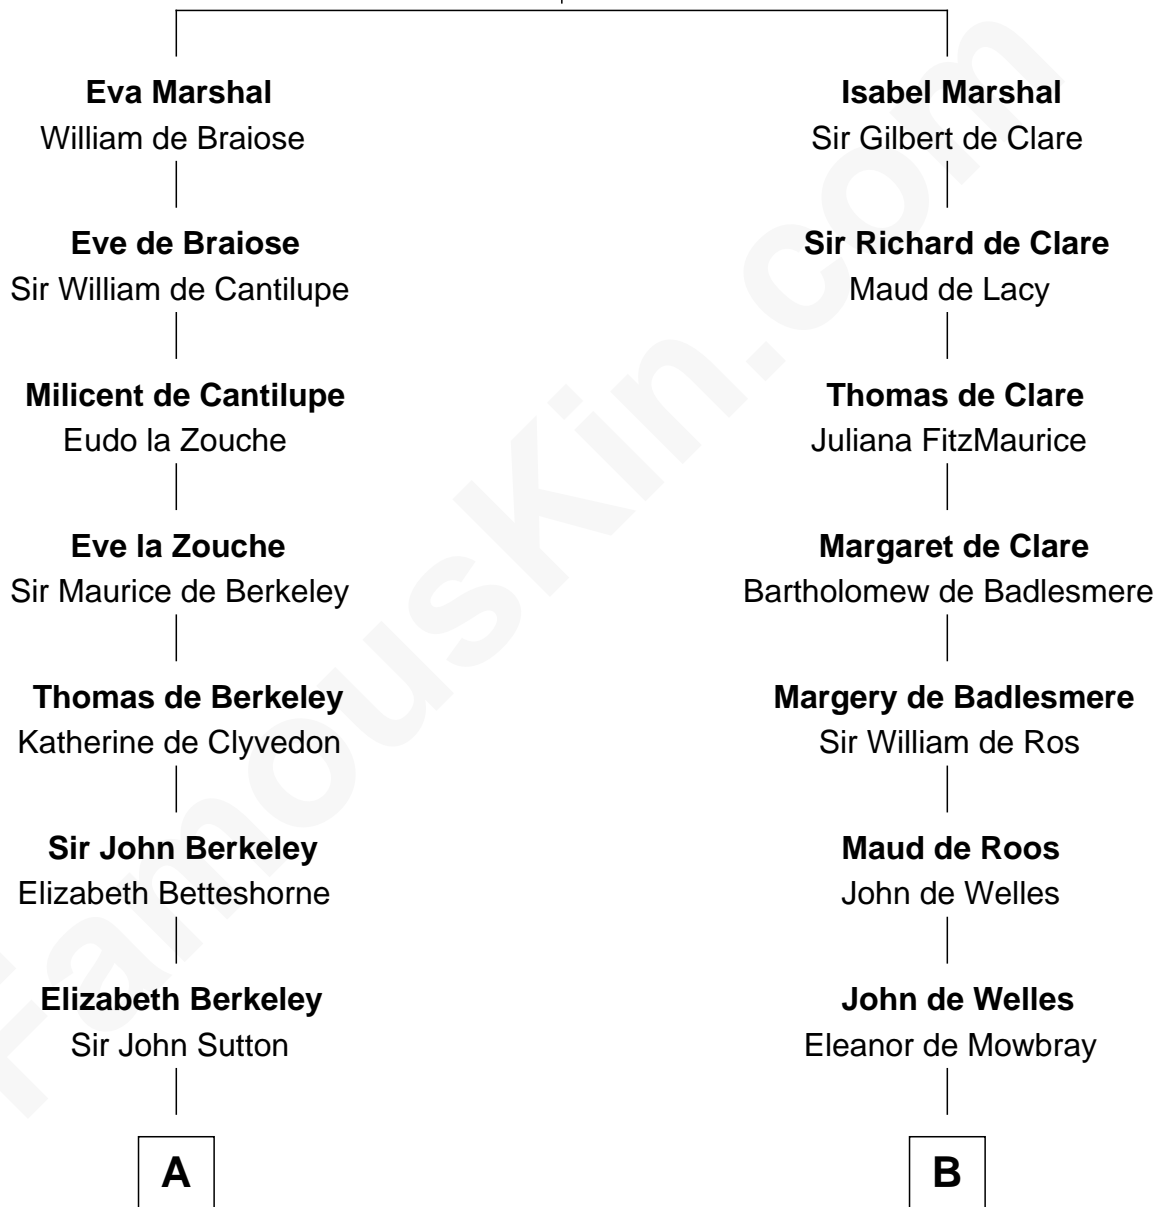 Eva Marshal
William de Braiose
Isabel Marshal
Sir Gilbert de Clare
Eve de Braiose
Sir William de Cantilupe
Sir Richard de Clare
Maud de Lacy
Milicent de Cantilupe
Eudo la Zouche
Thomas de Clare
Juliana FitzMaurice
Eve la Zouche
Sir Maurice de Berkeley
Margaret de Clare
Bartholomew de Badlesmere
Thomas de Berkeley
Katherine de Clyvedon
Margery de Badlesmere
Sir William de Ros
Sir John Berkeley
Elizabeth Betteshorne
Maud de Roos
John de Welles
Elizabeth Berkeley
Sir John Sutton
John de Welles
Eleanor de Mowbray
A
B
FamousKin.com